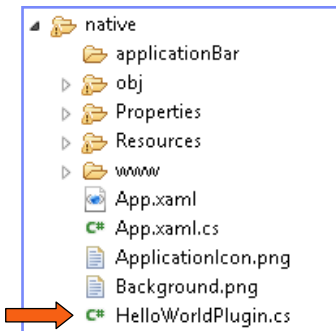 native
applicationBar
obj
Properties
Resources
www
App.xaml
C# App.xaml.cs
ApplicationIcon.png
Background.png
C# HelloWorldPlugin.cs